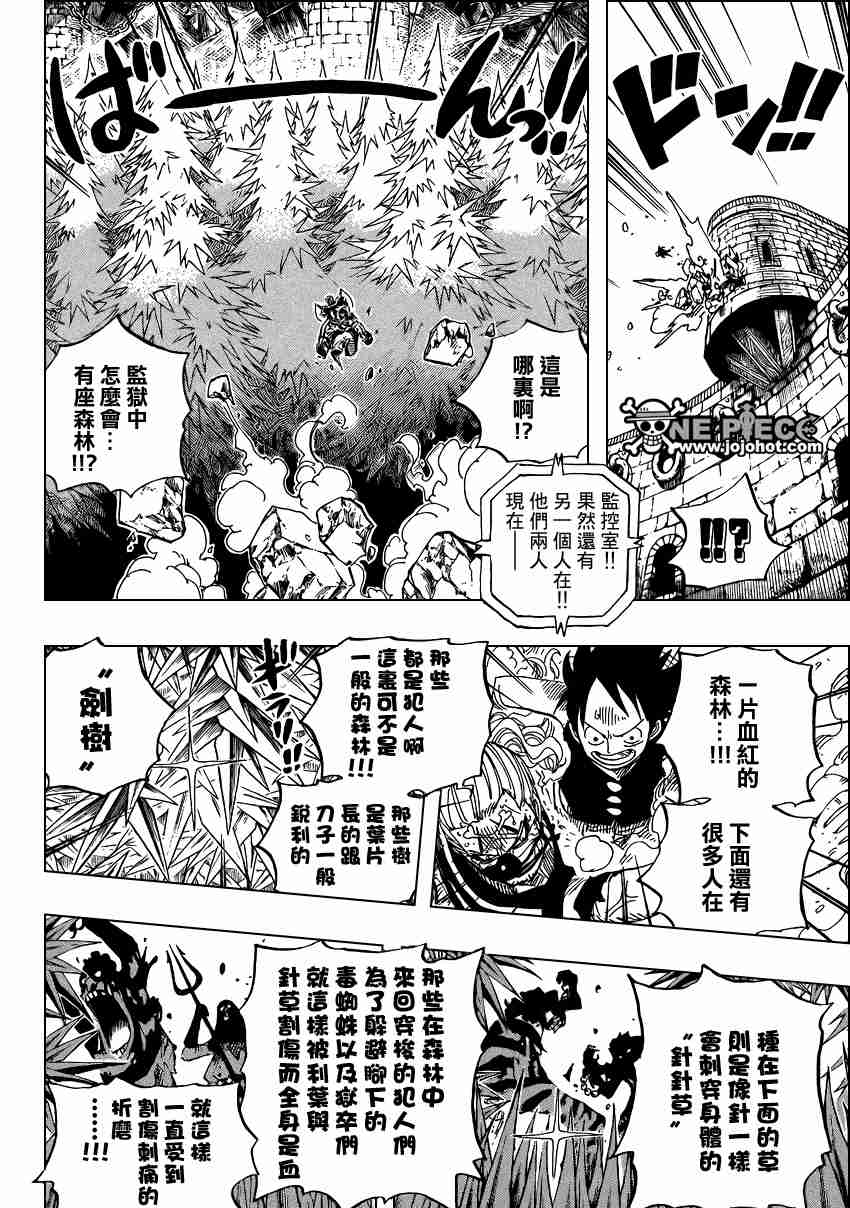 ドン!!
ONE PIECE
www.jojohot.com
!!?
ばーーんっ!!
這是
哪裏啊!?
監獄中
怎麼會…
有座森林!!?
監控室!!
果然還有
另一個人在!!
他們兩人
現在——
一片血紅的
森林…!!!
下面還有
很多人在
那些
都是犯人啊
這裏可不是
一般的森林!!!
那些樹
是葉片
長的跟
刀子一般
銳利的
ギラリ!!
“劍樹”
種在下面的草
則是像針一樣
會刺穿身體的
“針針草”
那些在森林中
來回穿梭的犯人們
為了躲避腳下的
毒蜘蛛以及獄卒們
就這樣被利葉與
針草割傷而全身是血
就這樣
一直受到
割傷刺痛的
折磨
……!!!